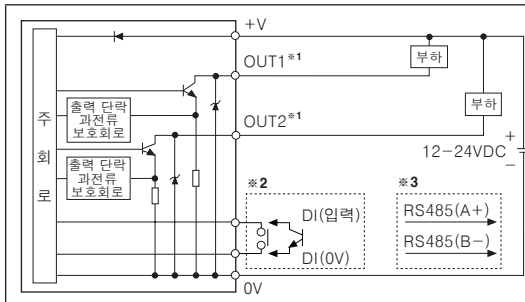 +V
OUT1※1
부하
출력 단락
과전류
보호회로
OUT2※1
부하
주
회
로
12-24VDC
+
-
출력 단락
과전류
보호회로
※2
※3
DI(입력)
RS485(A+)
DI(0V)
RS485(B-)
0V